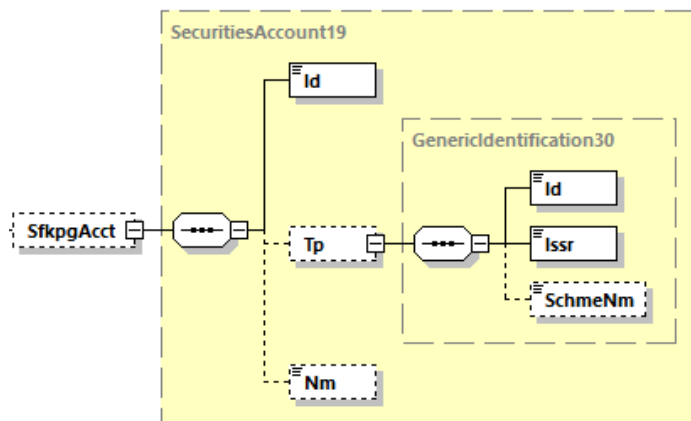 SecuritiesAccount19
Id
GenericIdentification30
Id
SfkpgAcct
Tp
Issr
SchmeNm
Nm